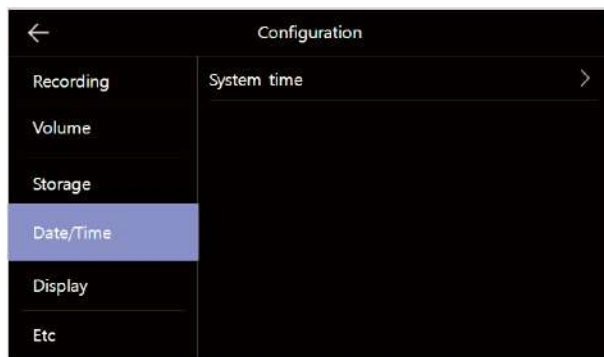 Configuration
Recording
System time
Volume
Storage
Date/Time
Display
Etc